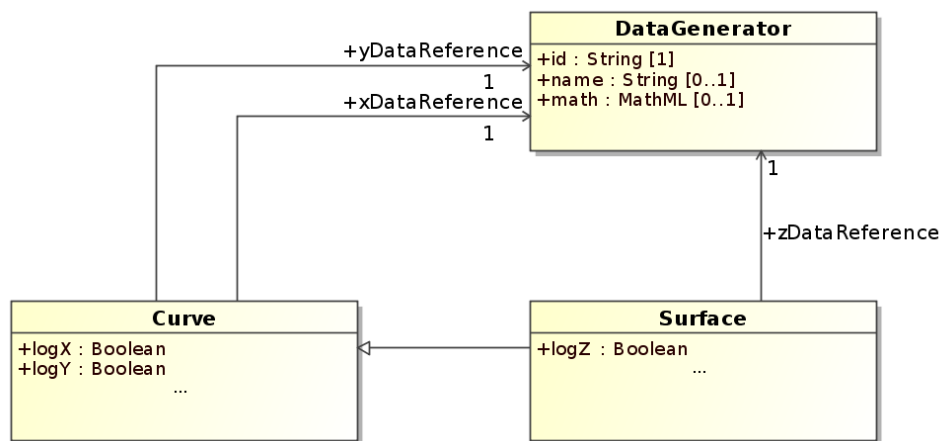 DataGenerator
+yDataReference
+id : String [1]
1
+name : String [0..1]
+xDataReference
+math : MathML [0..1]
1
1
+zDataReference
Curve
Surface
+logX : Boolean
+logZ : Boolean
+logY : Boolean
...
...